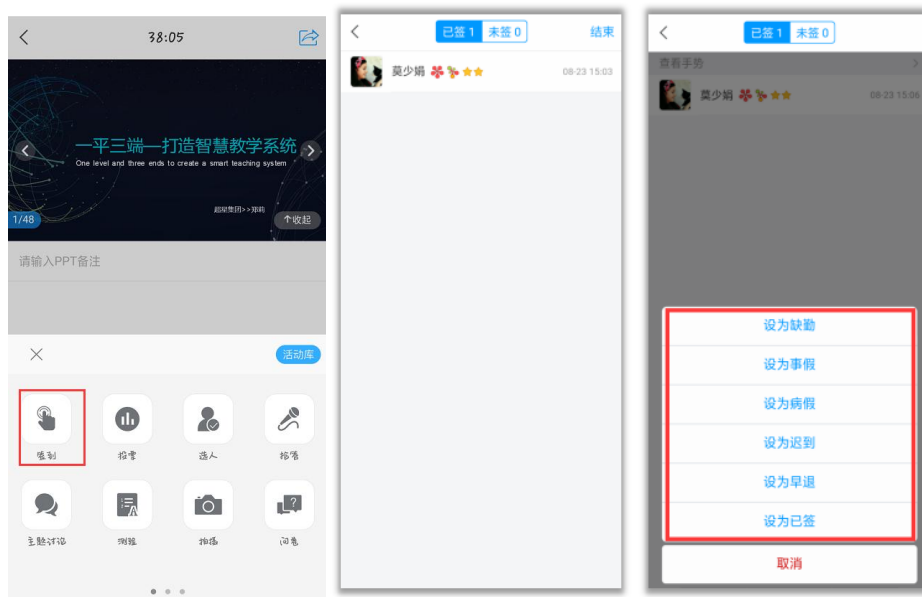 38:05
一平三端—打造智慧教学系统
One level and three ends to create a smart teaching system
超星集团>>郑莉
1/48
个收起
请输入PPT备注
活动库
签到
投票
选人
抢答
主题讨论
测验
拍摄
问卷
已签 1 未签 0
结束
莫少娟
08-23 15:03
已签 1 未签 0
查看手势
莫少娟
08-23 15:06
设为缺勤
设为事假
设为病假
设为迟到
设为早退
设为已签
取消